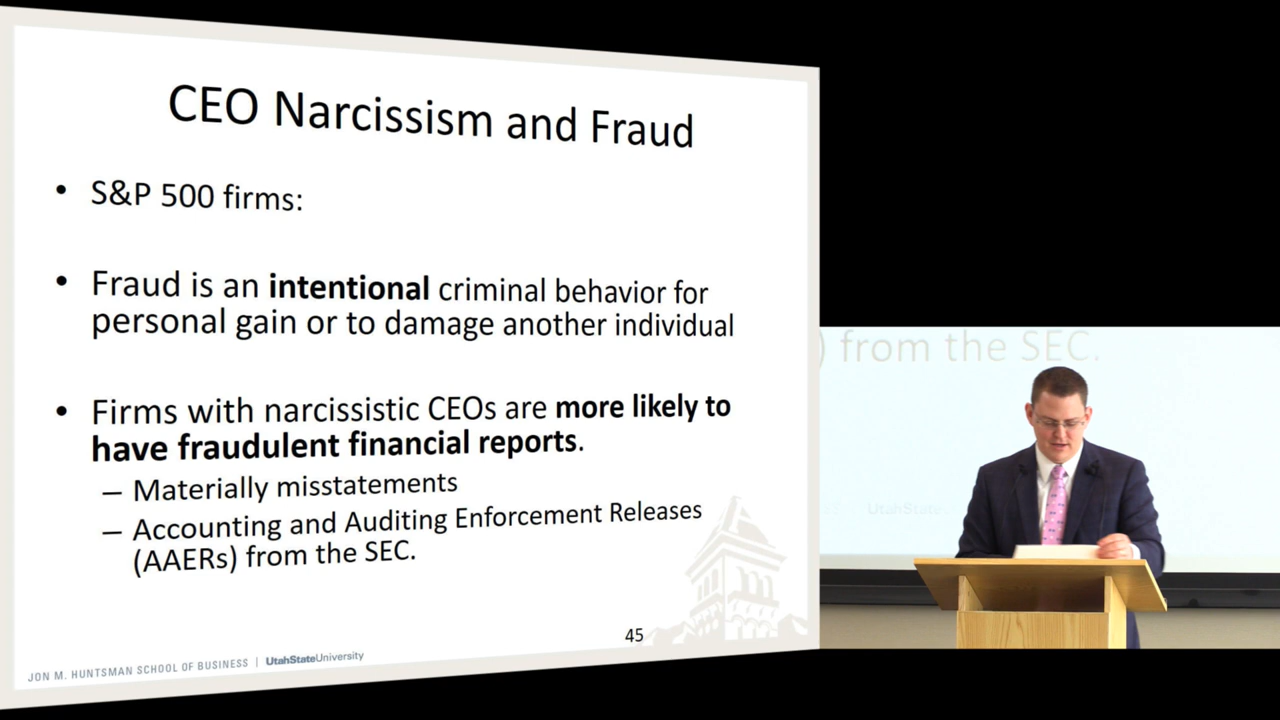 CEO Narcissism and Fraud
• S&P 500 firms:
• Fraud is an intentional criminal behavior for
personal gain or to damage another individual
• Firms with narcissistic CEOs are more likely to
have fraudulent financial reports.
– Materially misstatements
– Accounting and Auditing Enforcement Releases
(AAERs) from the SEC.
45
JON M. HUNTSMAN SCHOOL OF BUSINESS | UtahStateUniversity
) from the SEC.
UtahState